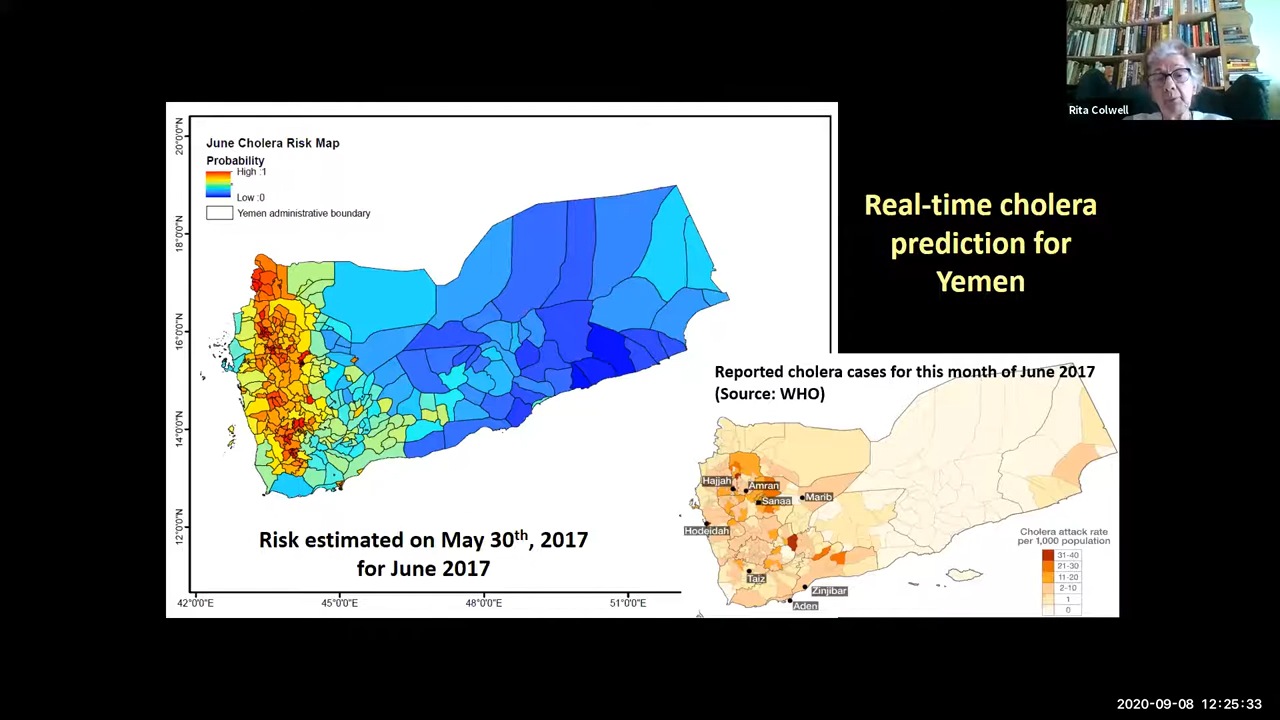 Rita Colwell
Real-time cholera
prediction for
Yemen
June Cholera Risk Map
Probability
High :1
Low :0
Yemen administrative boundary
20°0'0"N
18°0'0"N
16°0'0"N
14°0'0"N
12°0'0"N
42°0'0"E
45°0'0"E
48°0'0"E
51°0'0"E
Risk estimated on May 30th, 2017
for June 2017
Reported cholera cases for this month of June 2017
(Source: WHO)
Hajjah
Amran
Sanaa
Marib
Hodeidah
Taiz
Zinjibar
Aden
Cholera attack rate
per 1,000 population
31-40
21-30
11-20
2-10
1
0
2020-09-08 12:25:33